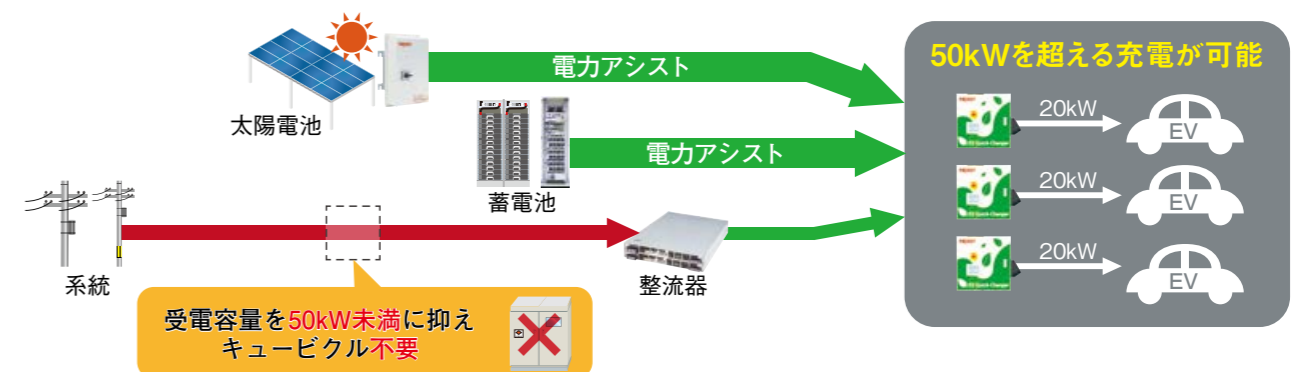 電力アシスト
太陽電池
電力アシスト
蓄電池
系統
整流器
受電容量を50kW未満に抑え
キュービクル不要
50kWを超える充電が可能
20kW
EV
20kW
EV
20kW
EV